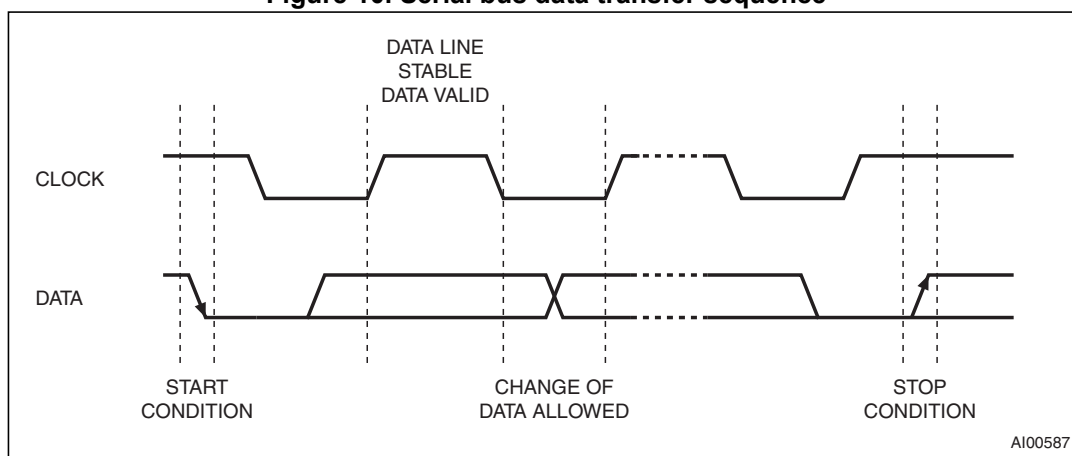 Figure 10. Serial bus data transfer sequence
DATA LINE
STABLE
DATA VALID
CLOCK
DATA
START
CONDITION
CHANGE OF
DATA ALLOWED
STOP
CONDITION
AI00587